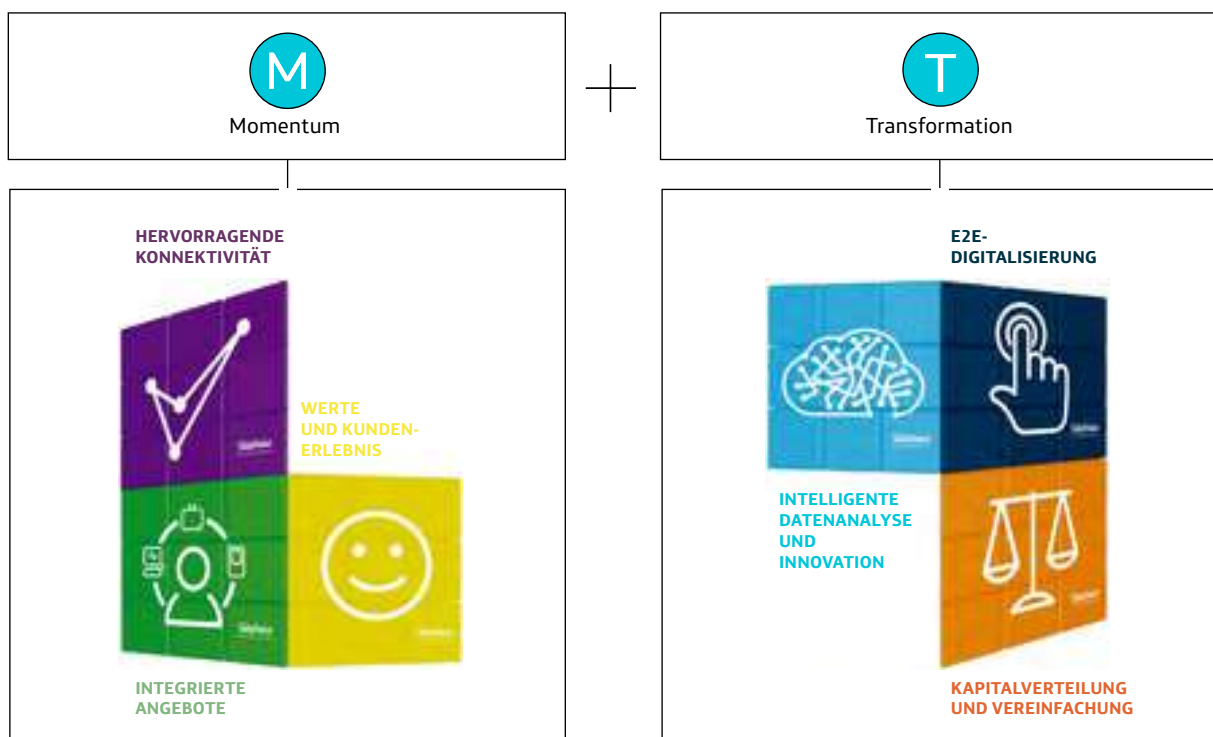 M
Momentum
T
Transformation
HERVORRAGENDE
KONNEKTIVITÄT
WERTE
UND KUNDEN-
ERLEBNIS
INTEGRIERTE
ANGEBOTE
E2E-
DIGITALISIERUNG
INTELLIGENTE
DATENANALYSE
UND
INNOVATION
KAPITALVERTEILUNG
UND VEREINFACHUNG